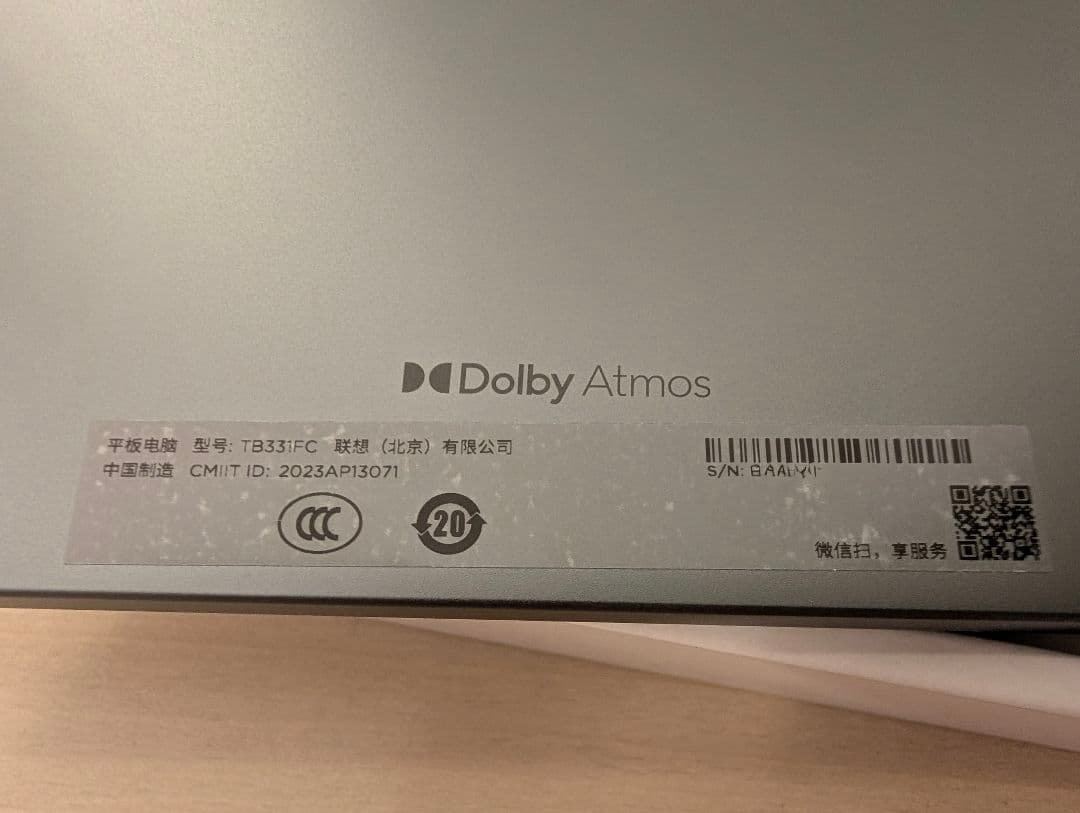 Dolby Atmos
平板电脑 型号: TB331FC 联想（北京）有限公司
中国制造 CMIIT ID: 2023AP13071
S/N:
CCC
20
微信扫，享服务